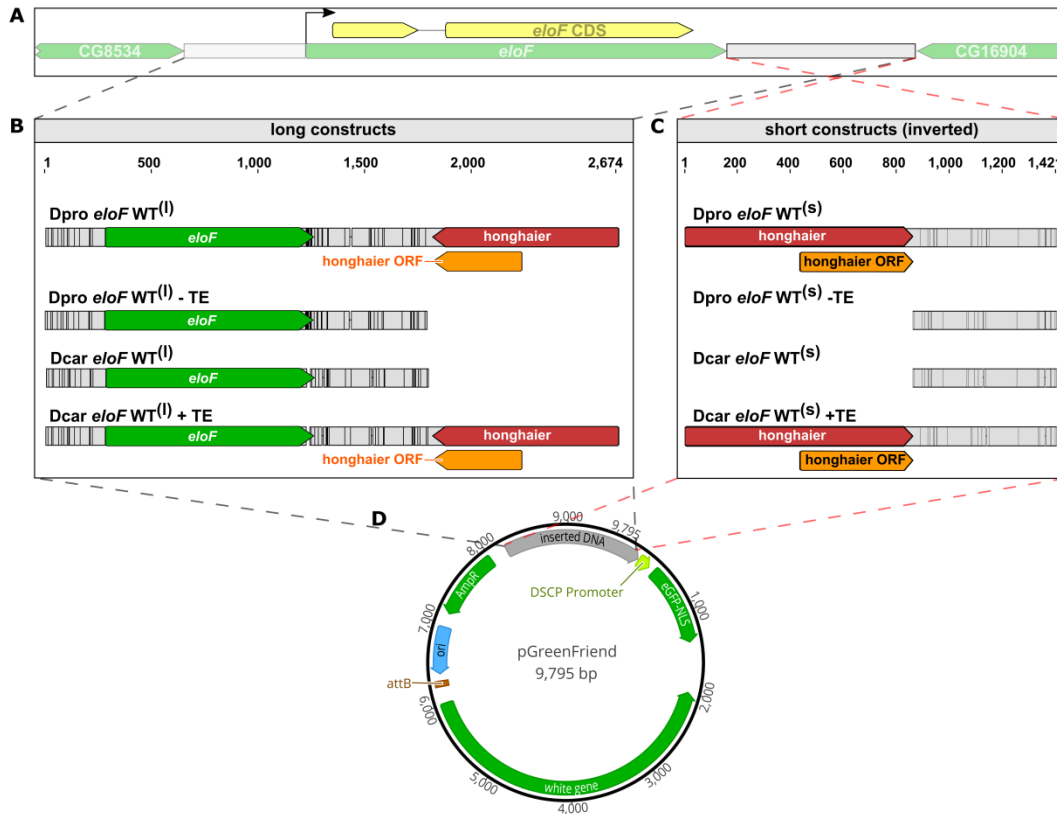 A
eloF CDS
CG8534
eloF
CG16904
B
long constructs
1 500 1,000 1,500 2,000 2,674
Dpro eloF WT(l)
eloF
honghaier
honghaier ORF
Dpro eloF WT(l) - TE
eloF
Dcar eloF WT(l)
eloF
Dcar eloF WT(l) + TE
eloF
honghaier
honghaier ORF
C
short constructs (inverted)
1 200 400 600 800 1,000 1,200 1,421
Dpro eloF WT(s)
honghaier
honghaier ORF
Dpro eloF WT(s) -TE
Dcar eloF WT(s)
Dcar eloF WT(s) +TE
honghaier
honghaier ORF
D
9,000
9,795
inserted DNA
8,000
AmpR
DSCP Promoter
eGFP-NLS
1,000
7,000
ori
pGreenFriend
9,795 bp
attB
6,000
2,000
5,000
white gene
3,000
4,000